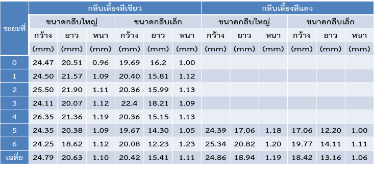 ระยะที่ กลีบเลี้ยงสีเขียว กลีบเลี้ยงสีแดง
ขนาดกลีบใหญ่ ขนาดกลีบเล็ก ขนาดกลีบใหญ่ ขนาดกลีบเล็ก
กว้าง ยาว หนา กว้าง ยาว หนา กว้าง ยาว หนา กว้าง ยาว หนา
(mm) (mm) (mm) (mm) (mm) (mm) (mm) (mm) (mm) (mm) (mm) (mm)
0 24.47 20.51 0.96 19.69 16.2 1.00
1 24.50 21.57 1.09 20.40 15.81 1.12
2 25.50 21.90 1.11 20.36 15.99 1.13
3 24.11 20.07 1.12 22.4 18.21 1.09
4 26.35 21.36 1.19 20.36 15.15 1.13
5 24.35 20.38 1.09 19.67 14.30 1.05 24.39 17.06 1.18 17.06 12.20 1.00
6 24.25 18.62 1.12 20.08 12.23 1.23 25.34 20.82 1.20 19.77 14.11 1.11
เฉลี่ย 24.79 20.63 1.10 20.42 15.41 1.11 24.86 18.94 1.19 18.42 13.16 1.06